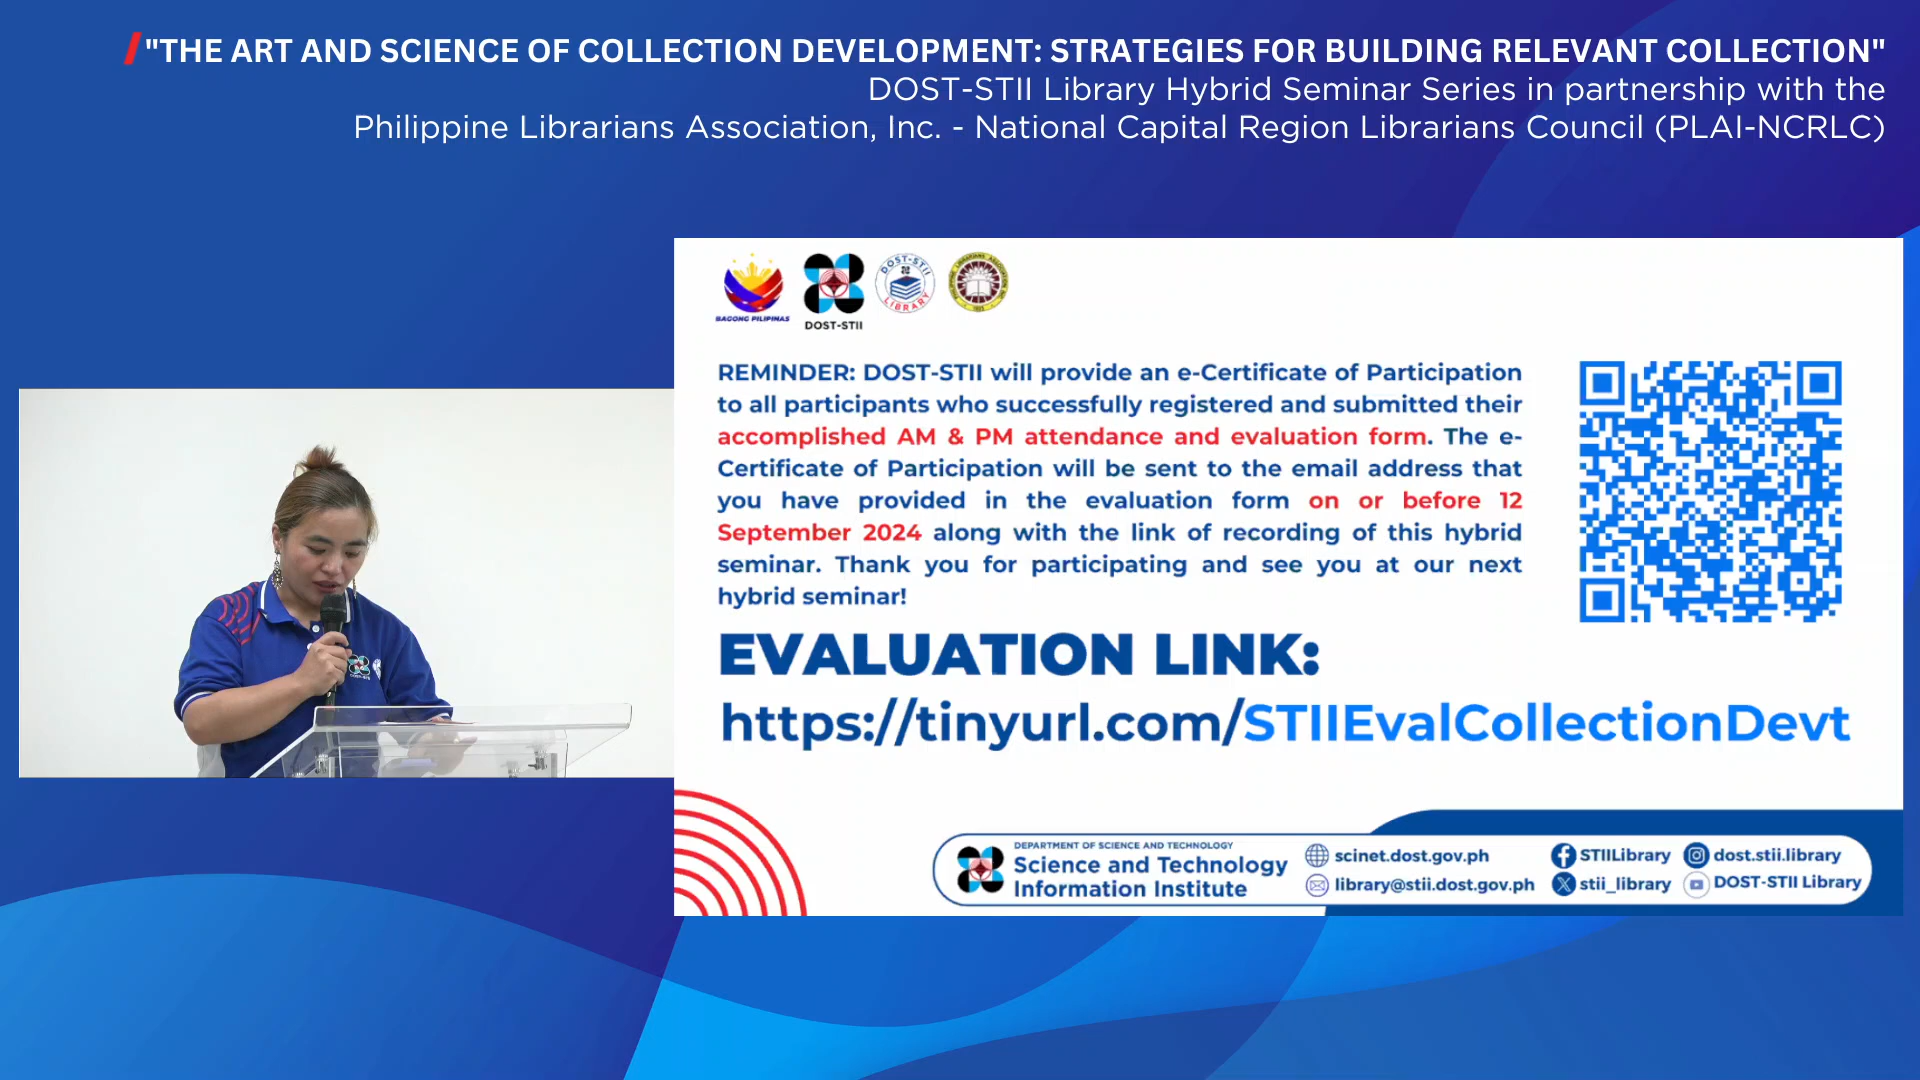 "THE ART AND SCIENCE OF COLLECTION DEVELOPMENT: STRATEGIES FOR BUILDING RELEVANT COLLECTION"
DOST-STII Library Hybrid Seminar Series in partnership with the
Philippine Librarians Association, Inc. - National Capital Region Librarians Council (PLAI-NCRLC)
BAGONG PILIPINAS
DOST-STII
DOST-STII
LIBRARY
REMINDER: DOST-STII will provide an e-Certificate of Participation
to all participants who successfully registered and submitted their
accomplished AM & PM attendance and evaluation form. The e-
Certificate of Participation will be sent to the email address that
you have provided in the evaluation form on or before 12
September 2024 along with the link of recording of this hybrid
seminar. Thank you for participating and see you at our next
hybrid seminar!
EVALUATION LINK:
https://tinyurl.com/STIIEvalCollectionDevt
DEPARTMENT OF SCIENCE AND TECHNOLOGY
Science and Technology
Information Institute
scinet.dost.gov.ph
library@stii.dost.gov.ph
STIILibrary
stii_library
dost.stii.library
DOST-STII Library